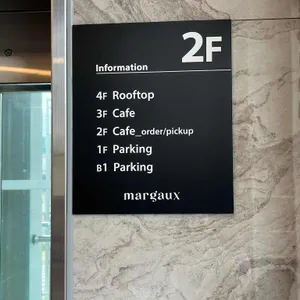 2F
Information
4F Rooftop
3F Cafe
2F Cafe_order/pickup
1F Parking
B1 Parking
margaux